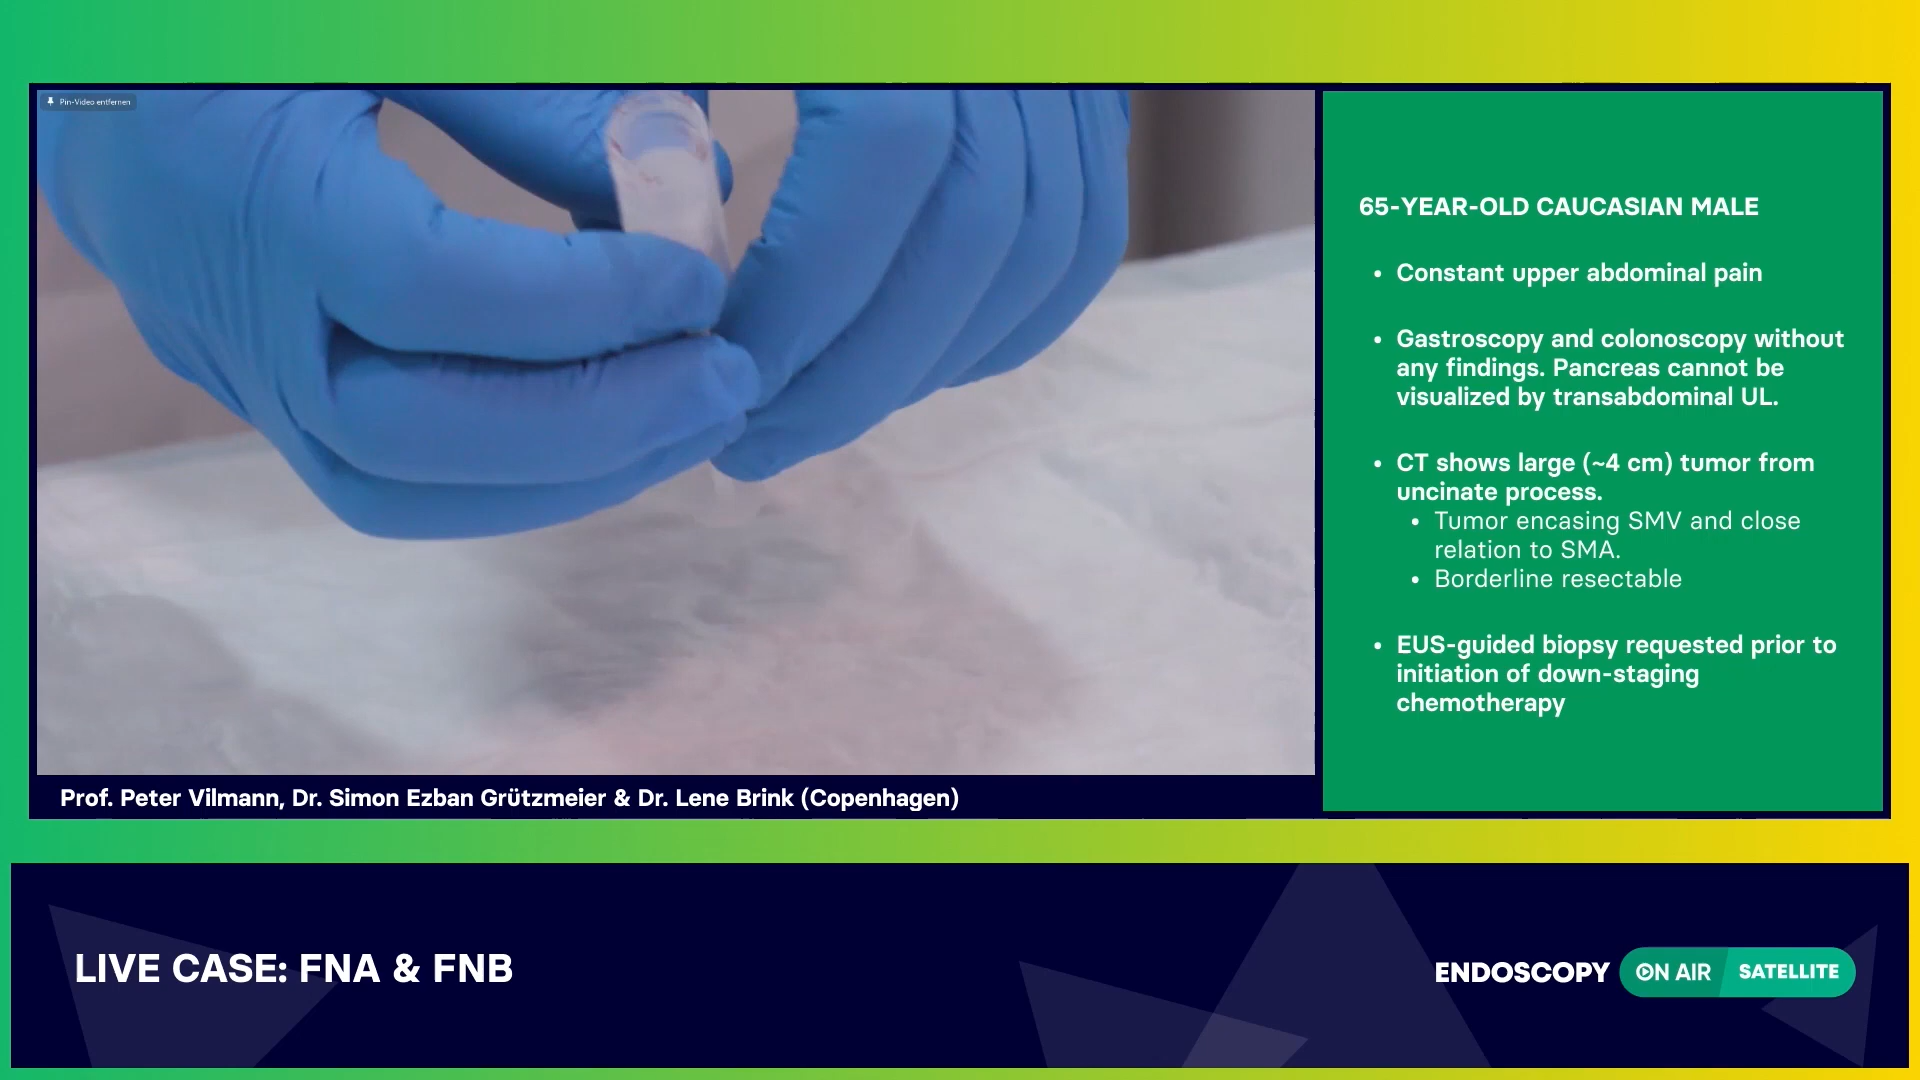 Pin-Video entfernen
65-YEAR-OLD CAUCASIAN MALE
• Constant upper abdominal pain
• Gastroscopy and colonoscopy without
any findings. Pancreas cannot be
visualized by transabdominal UL.
• CT shows large (~4 cm) tumor from
uncinate process.
• Tumor encasing SMV and close
relation to SMA.
• Borderline resectable
• EUS-guided biopsy requested prior to
initiation of down-staging
chemotherapy
Prof. Peter Vilmann, Dr. Simon Ezban Grützmeier & Dr. Lene Brink (Copenhagen)
LIVE CASE: FNA & FNB
ENDOSCOPY ON AIR SATELLITE